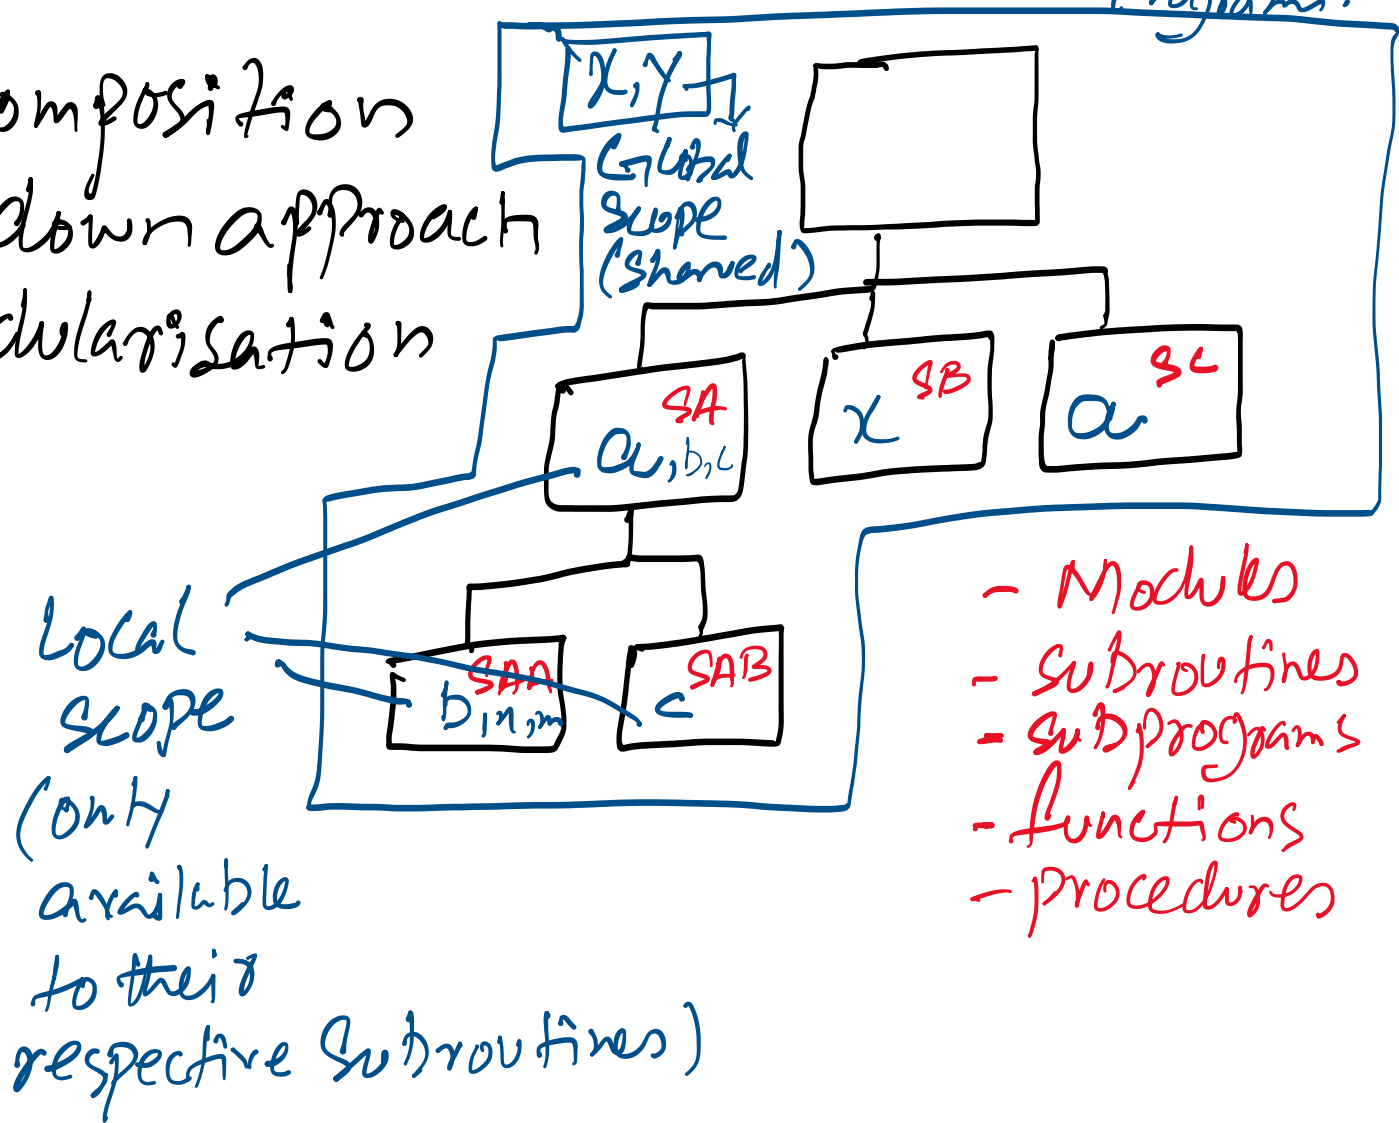 omposition
down approach
dularisation
x, y
Global
scope
(shared)
SA
a, b, c
SB
x
SC
a
SAA
b, n, m
SAB
c
Local
scope
(only
available
to their
respective subroutines)
- Modules
- subroutines
- subprograms
- functions
- procedures